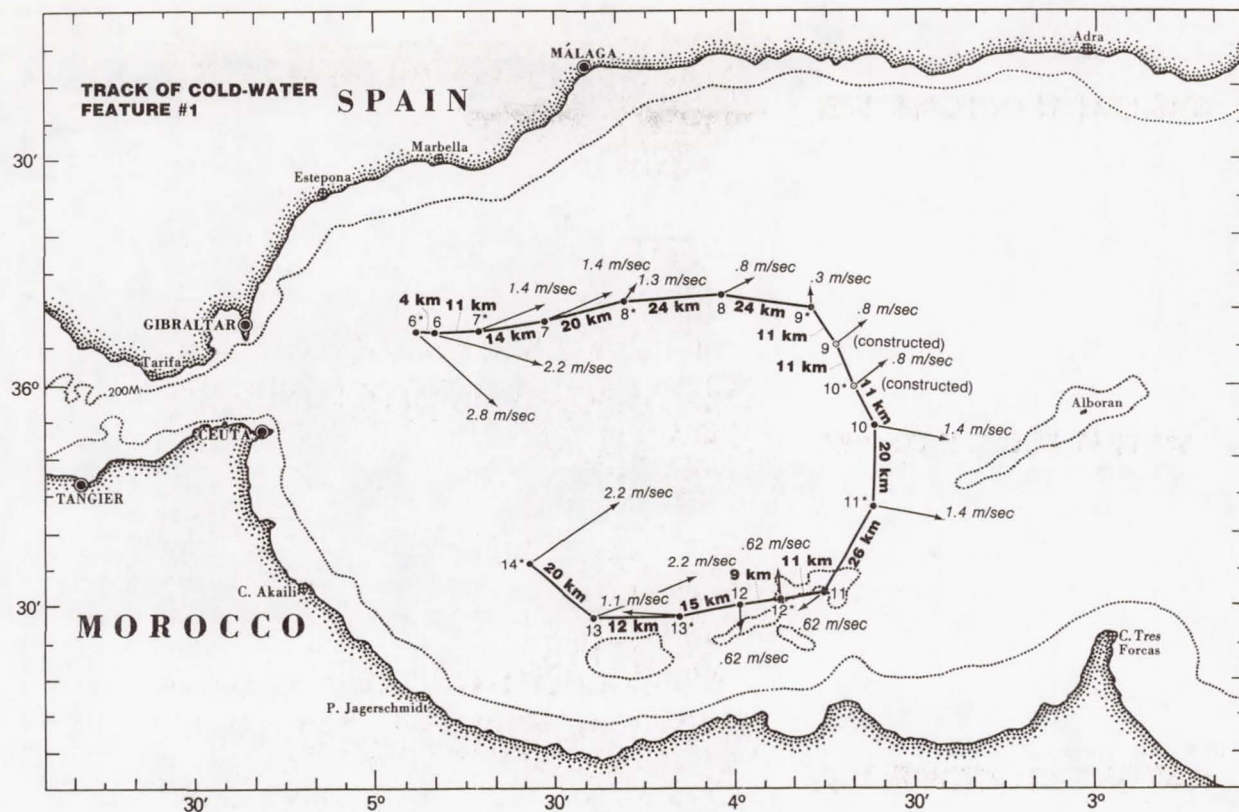 TRACK OF COLD-WATER
FEATURE #1
SPAIN
MÁLAGA
Adra
30'
Marbella
Estepona
1.4 m/sec
.8 m/sec
1.4 m/sec
1.3 m/sec
.3 m/sec
4 km
11 km
14 km
20 km
24 km
24 km
6*
6
7*
7
8*
8
9*
.8 m/sec
GIBRALTAR
11 km
9
(constructed)
Tarifa
2.2 m/sec
11 km
.8 m/sec
36°
200M
10*
(constructed)
2.8 m/sec
11 km
Alboran
CEUTA
10
1.4 m/sec
20 km
TANGIER
2.2 m/sec
11*
1.4 m/sec
.62 m/sec
26 km
14*
2.2 m/sec
11 km
20 km
9 km
C. Akaili
1.1 m/sec
15 km
12
12*
11
30'
MOROCCO
13
12 km
13*
.62 m/sec
C. Tres
Forcas
.62 m/sec
P. Jagerschmidt
30'
5°
30'
4°
30'
3°